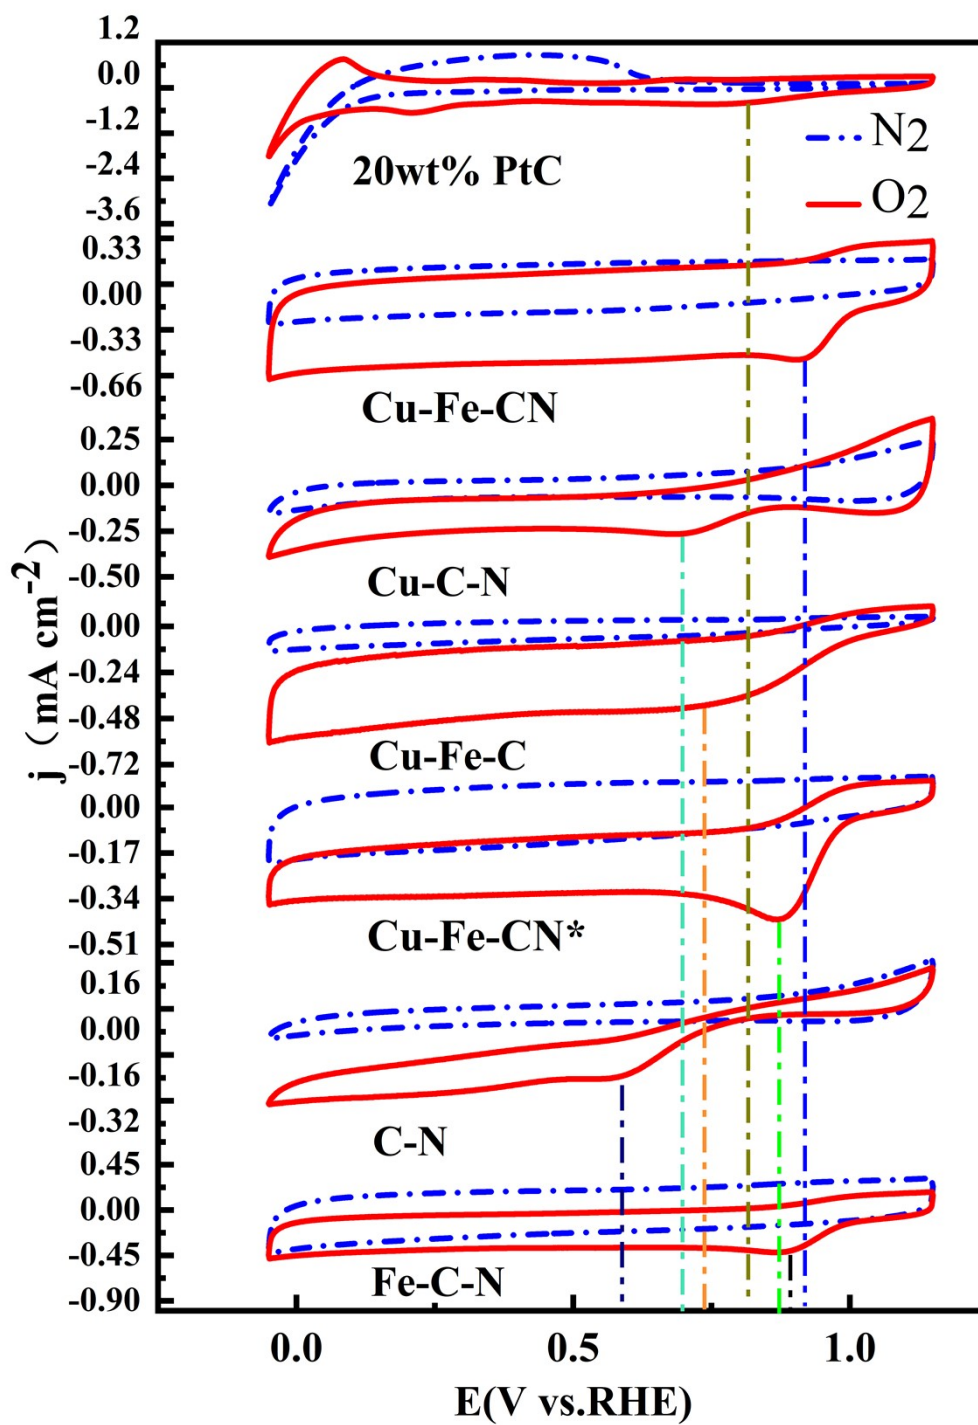 1.2
0.0
-1.2
-2.4
-3.6
N2
O2
20wt% PtC
0.33
0.00
-0.33
-0.66
Cu-Fe-CN
0.25
0.00
-0.25
-0.50
Cu-C-N
0.00
-0.24
-0.48
-0.72
Cu-Fe-C
0.00
-0.17
-0.34
-0.51
Cu-Fe-CN*
0.16
0.00
-0.16
-0.32
C-N
0.45
0.00
-0.45
-0.90
Fe-C-N
j（mA cm-2）
0.0 0.5 1.0
E(V vs.RHE)